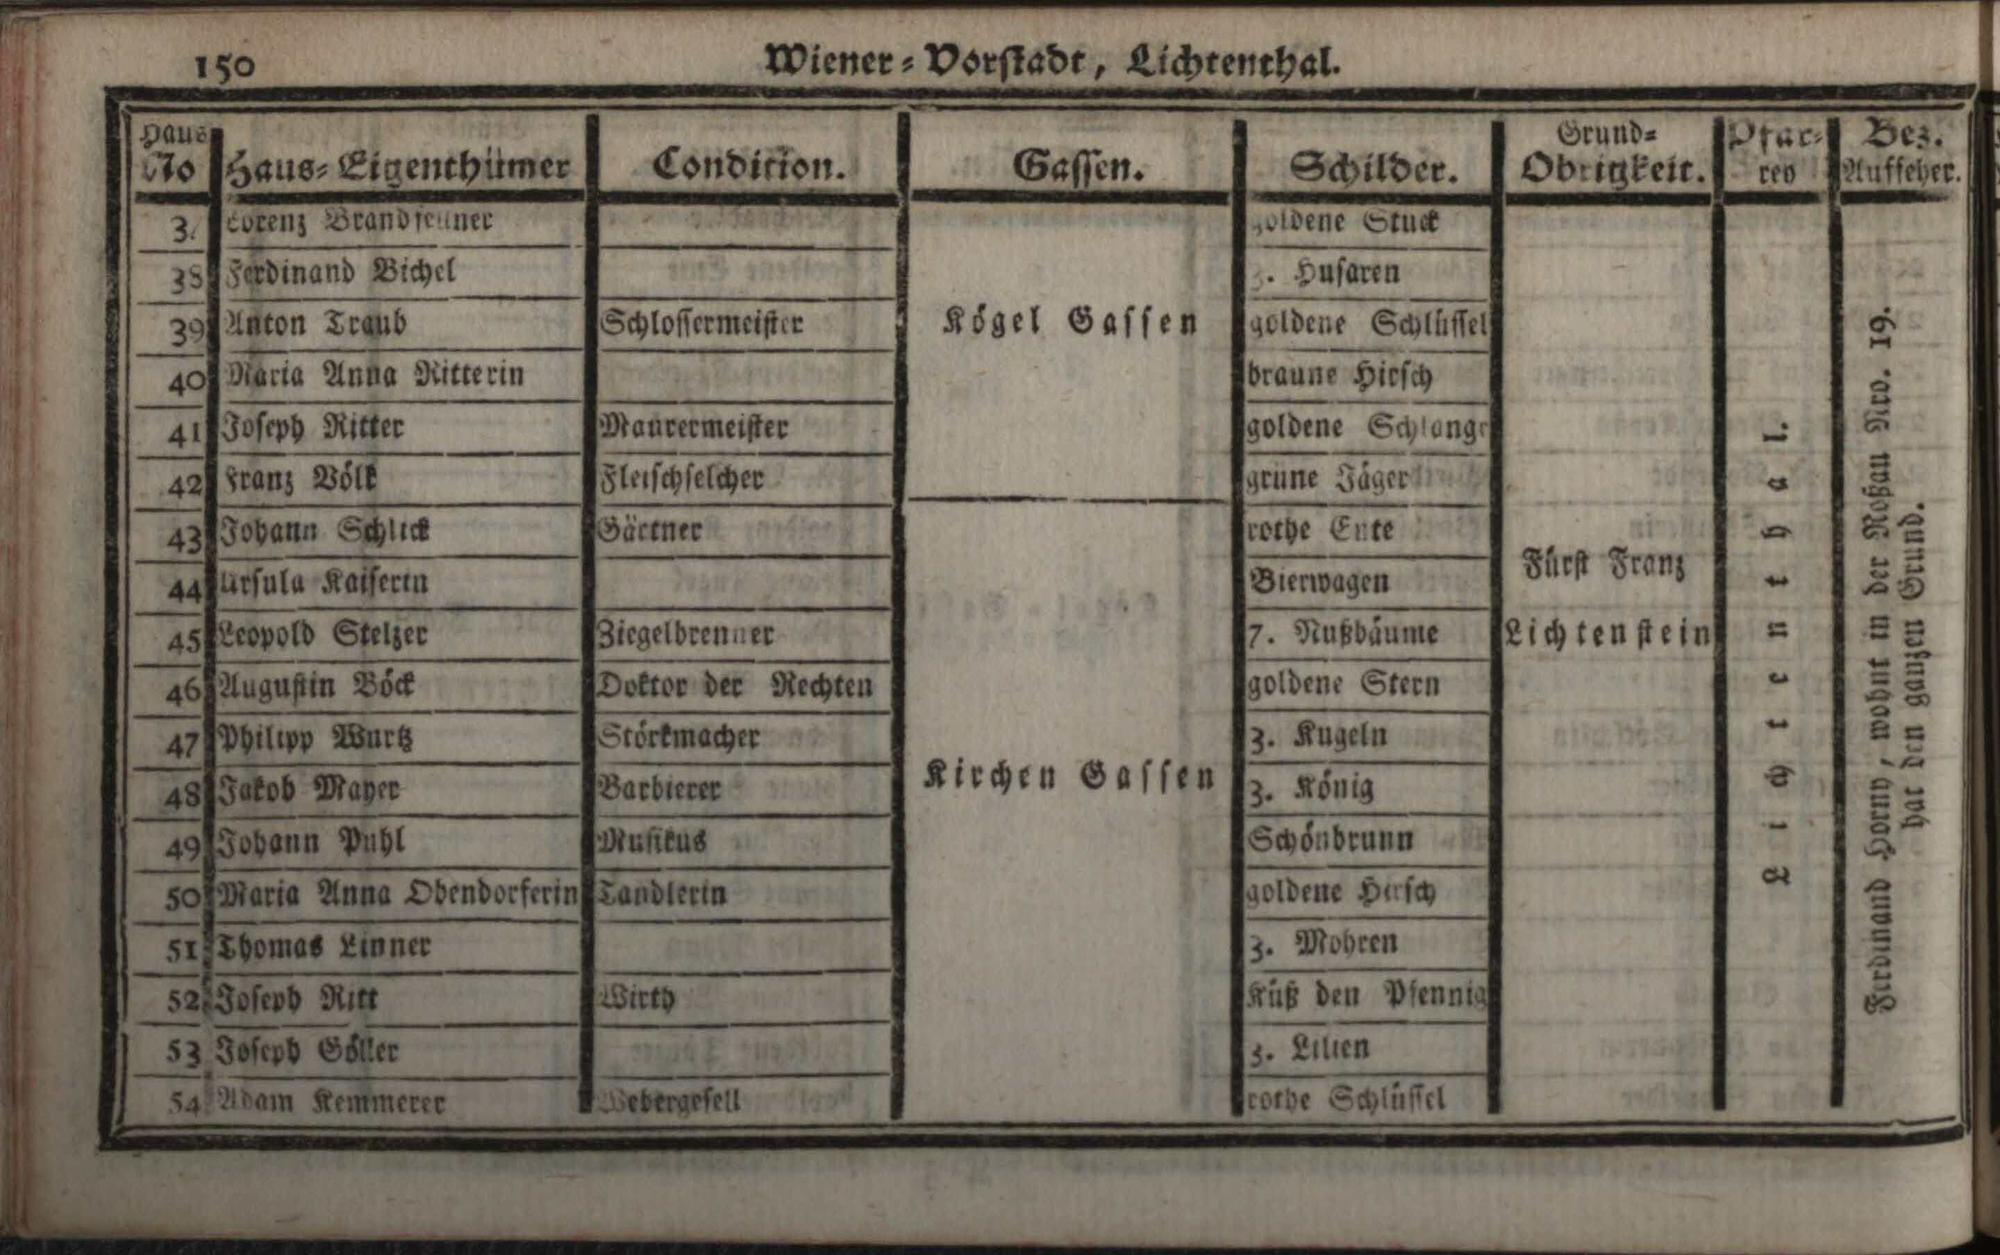 150 Wiener-Vorstadt, Lichtenthal.
Haus No Haus-Eigenthümer Condition. Gassen. Schilder. Grund-Obrigkeit. Pfar-rey Bez. Auffeher.
Lorenz goldene Stuck
38 Ferdinand Bichel 3. Husaren
39 Anton Traub Schlossermeister Kögel Gassen goldene Schlüssel
40 Maria Anna Ritterin braune Hirsch
41 Joseph Ritter Maurermeister goldene Schlange
42 Franz Völk Fleischselcher grüne Jäger
43 Johann Schlick Gärtner rothe Ente
44 Ursula Kaiserin Bierwagen
45 Leopold Stelzer Ziegelbrenner 7. Nußbäume
46 Augustin Böck Doktor der Rechten goldene Stern
47 Philipp Wurtz Störkmacher 3. Kugeln
48 Jakob Mayer Barbierer Kirchen Gassen 3. König
49 Johann Puhl Musikus Schönbrunn
50 Maria Anna Obendorferin Tandlerin goldene Hirsch
51 Thomas Linner 3. Mohren
52 Joseph Ritt Wirth Küß den Pfennig
53 Joseph Göller 3. Lilien
54 Adam Kemmerer Webergesell rothe Schlüssel
Fürst Franz
Lichtenstein
Lichtenthal.
Ferdinand Horny, wohnt in der Roßau Nro. 19.
hat den ganzen Grund.